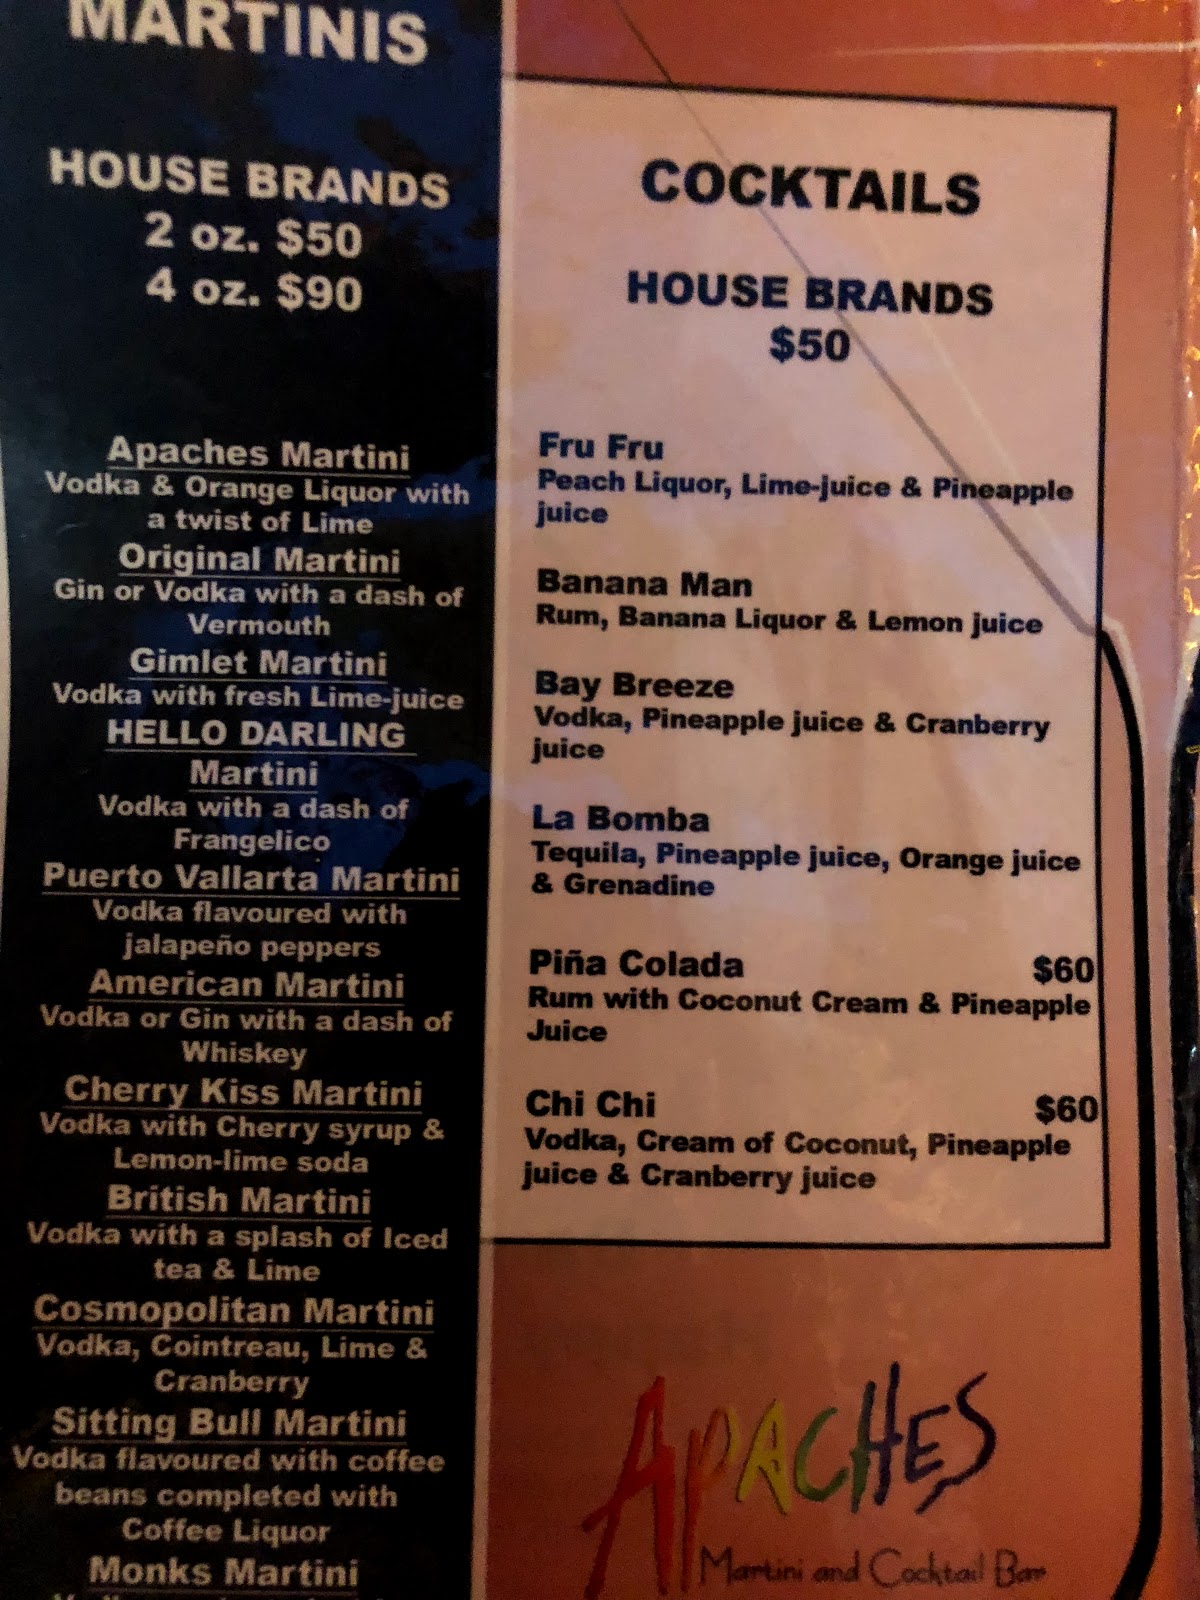 MARTINIS
HOUSE BRANDS
2 oz. $50
4 oz. $90
Apaches Martini
Vodka & Orange Liquor with
a twist of Lime
Original Martini
Gin or Vodka with a dash of
Vermouth
Gimlet Martini
Vodka with fresh Lime-juice
HELLO DARLING
Martini
Vodka with a dash of
Frangelico
Puerto Vallarta Martini
Vodka flavoured with
jalapeño peppers
American Martini
Vodka or Gin with a dash of
Whiskey
Cherry Kiss Martini
Vodka with Cherry syrup &
Lemon-lime soda
British Martini
Vodka with a splash of Iced
tea & Lime
Cosmopolitan Martini
Vodka, Cointreau, Lime &
Cranberry
Sitting Bull Martini
Vodka flavoured with coffee
beans completed with
Coffee Liquor
Monks Martini
COCKTAILS
HOUSE BRANDS
$50
Fru Fru
Peach Liquor, Lime-juice & Pineapple
juice
Banana Man
Rum, Banana Liquor & Lemon juice
Bay Breeze
Vodka, Pineapple juice & Cranberry
juice
La Bomba
Tequila, Pineapple juice, Orange juice
& Grenadine
Piña Colada $60
Rum with Coconut Cream & Pineapple
Juice
Chi Chi $60
Vodka, Cream of Coconut, Pineapple
juice & Cranberry juice
APACHES
Martini and Cocktail Bar